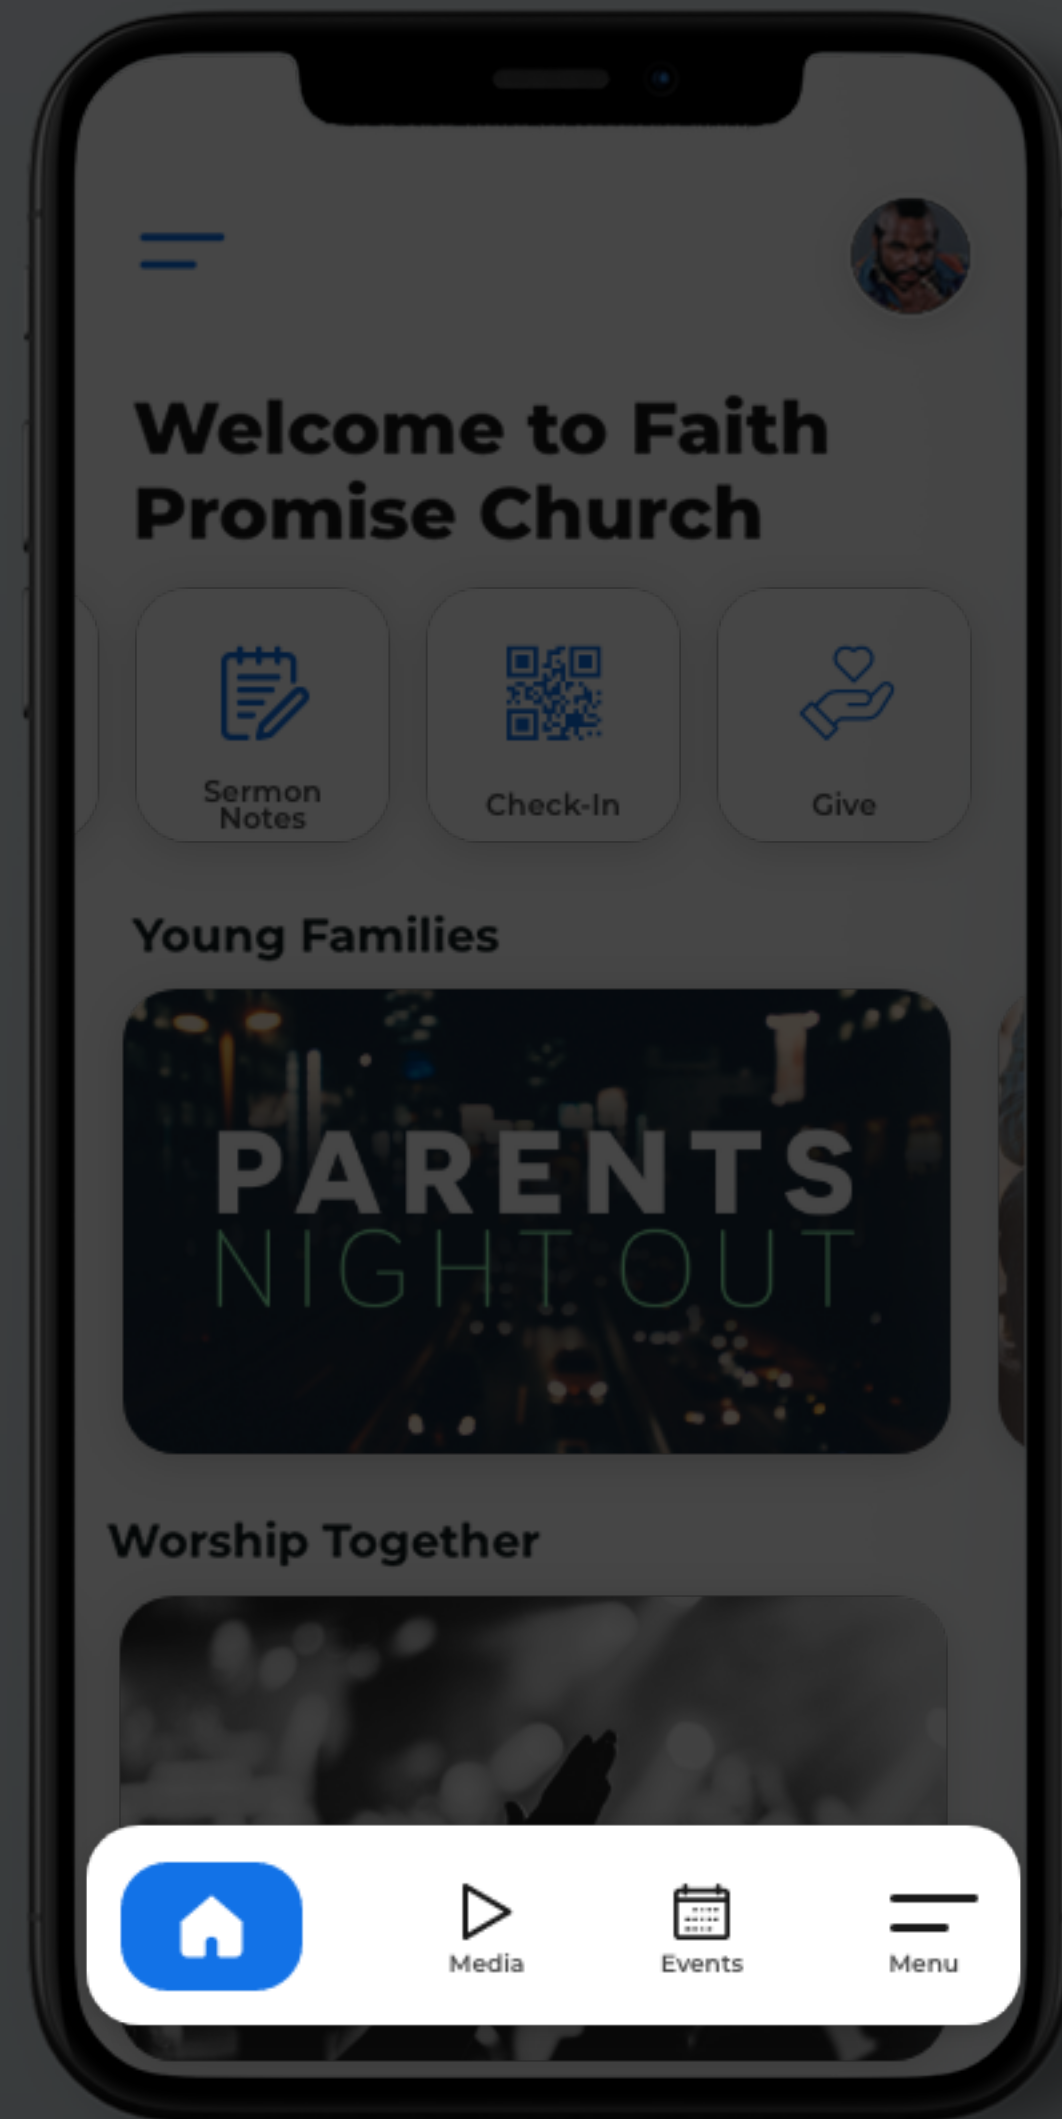 Welcome to Faith
Promise Church
Sermon
Notes
Check-In
Give
Young Families
PARENTS
NIGHT OUT
Worship Together
Media
Events
Menu